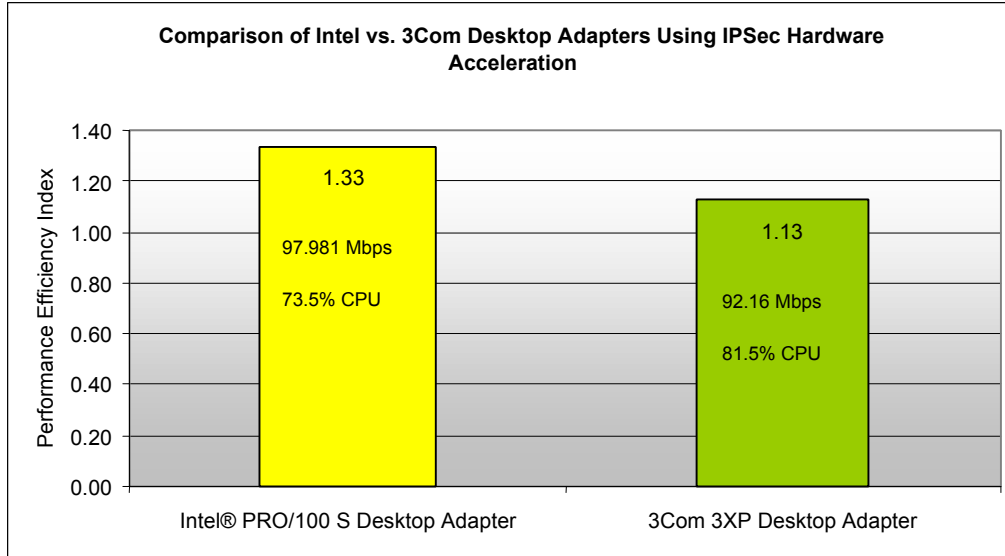 Comparison of Intel vs. 3Com Desktop Adapters Using IPSec Hardware
Acceleration
Performance Efficiency Index
1.40
1.20
1.00
0.80
0.60
0.40
0.20
0.00
1.33
97.981 Mbps
73.5% CPU
1.13
92.16 Mbps
81.5% CPU
Intel® PRO/100 S Desktop Adapter
3Com 3XP Desktop Adapter